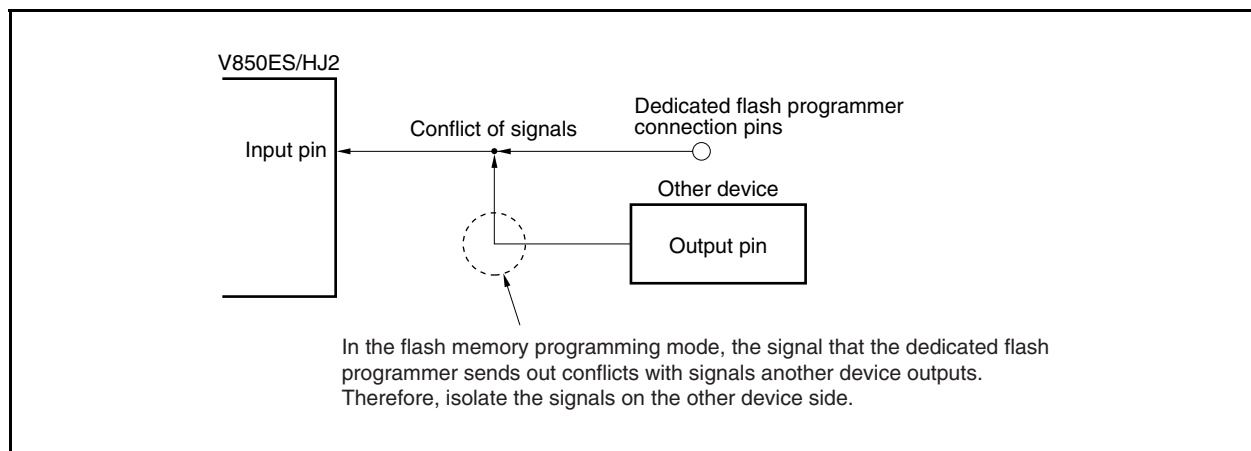 V850ES/HJ2
Dedicated flash programmer
connection pins
Conflict of signals
Input pin
Other device
Output pin
In the flash memory programming mode, the signal that the dedicated flash
programmer sends out conflicts with signals another device outputs.
Therefore, isolate the signals on the other device side.